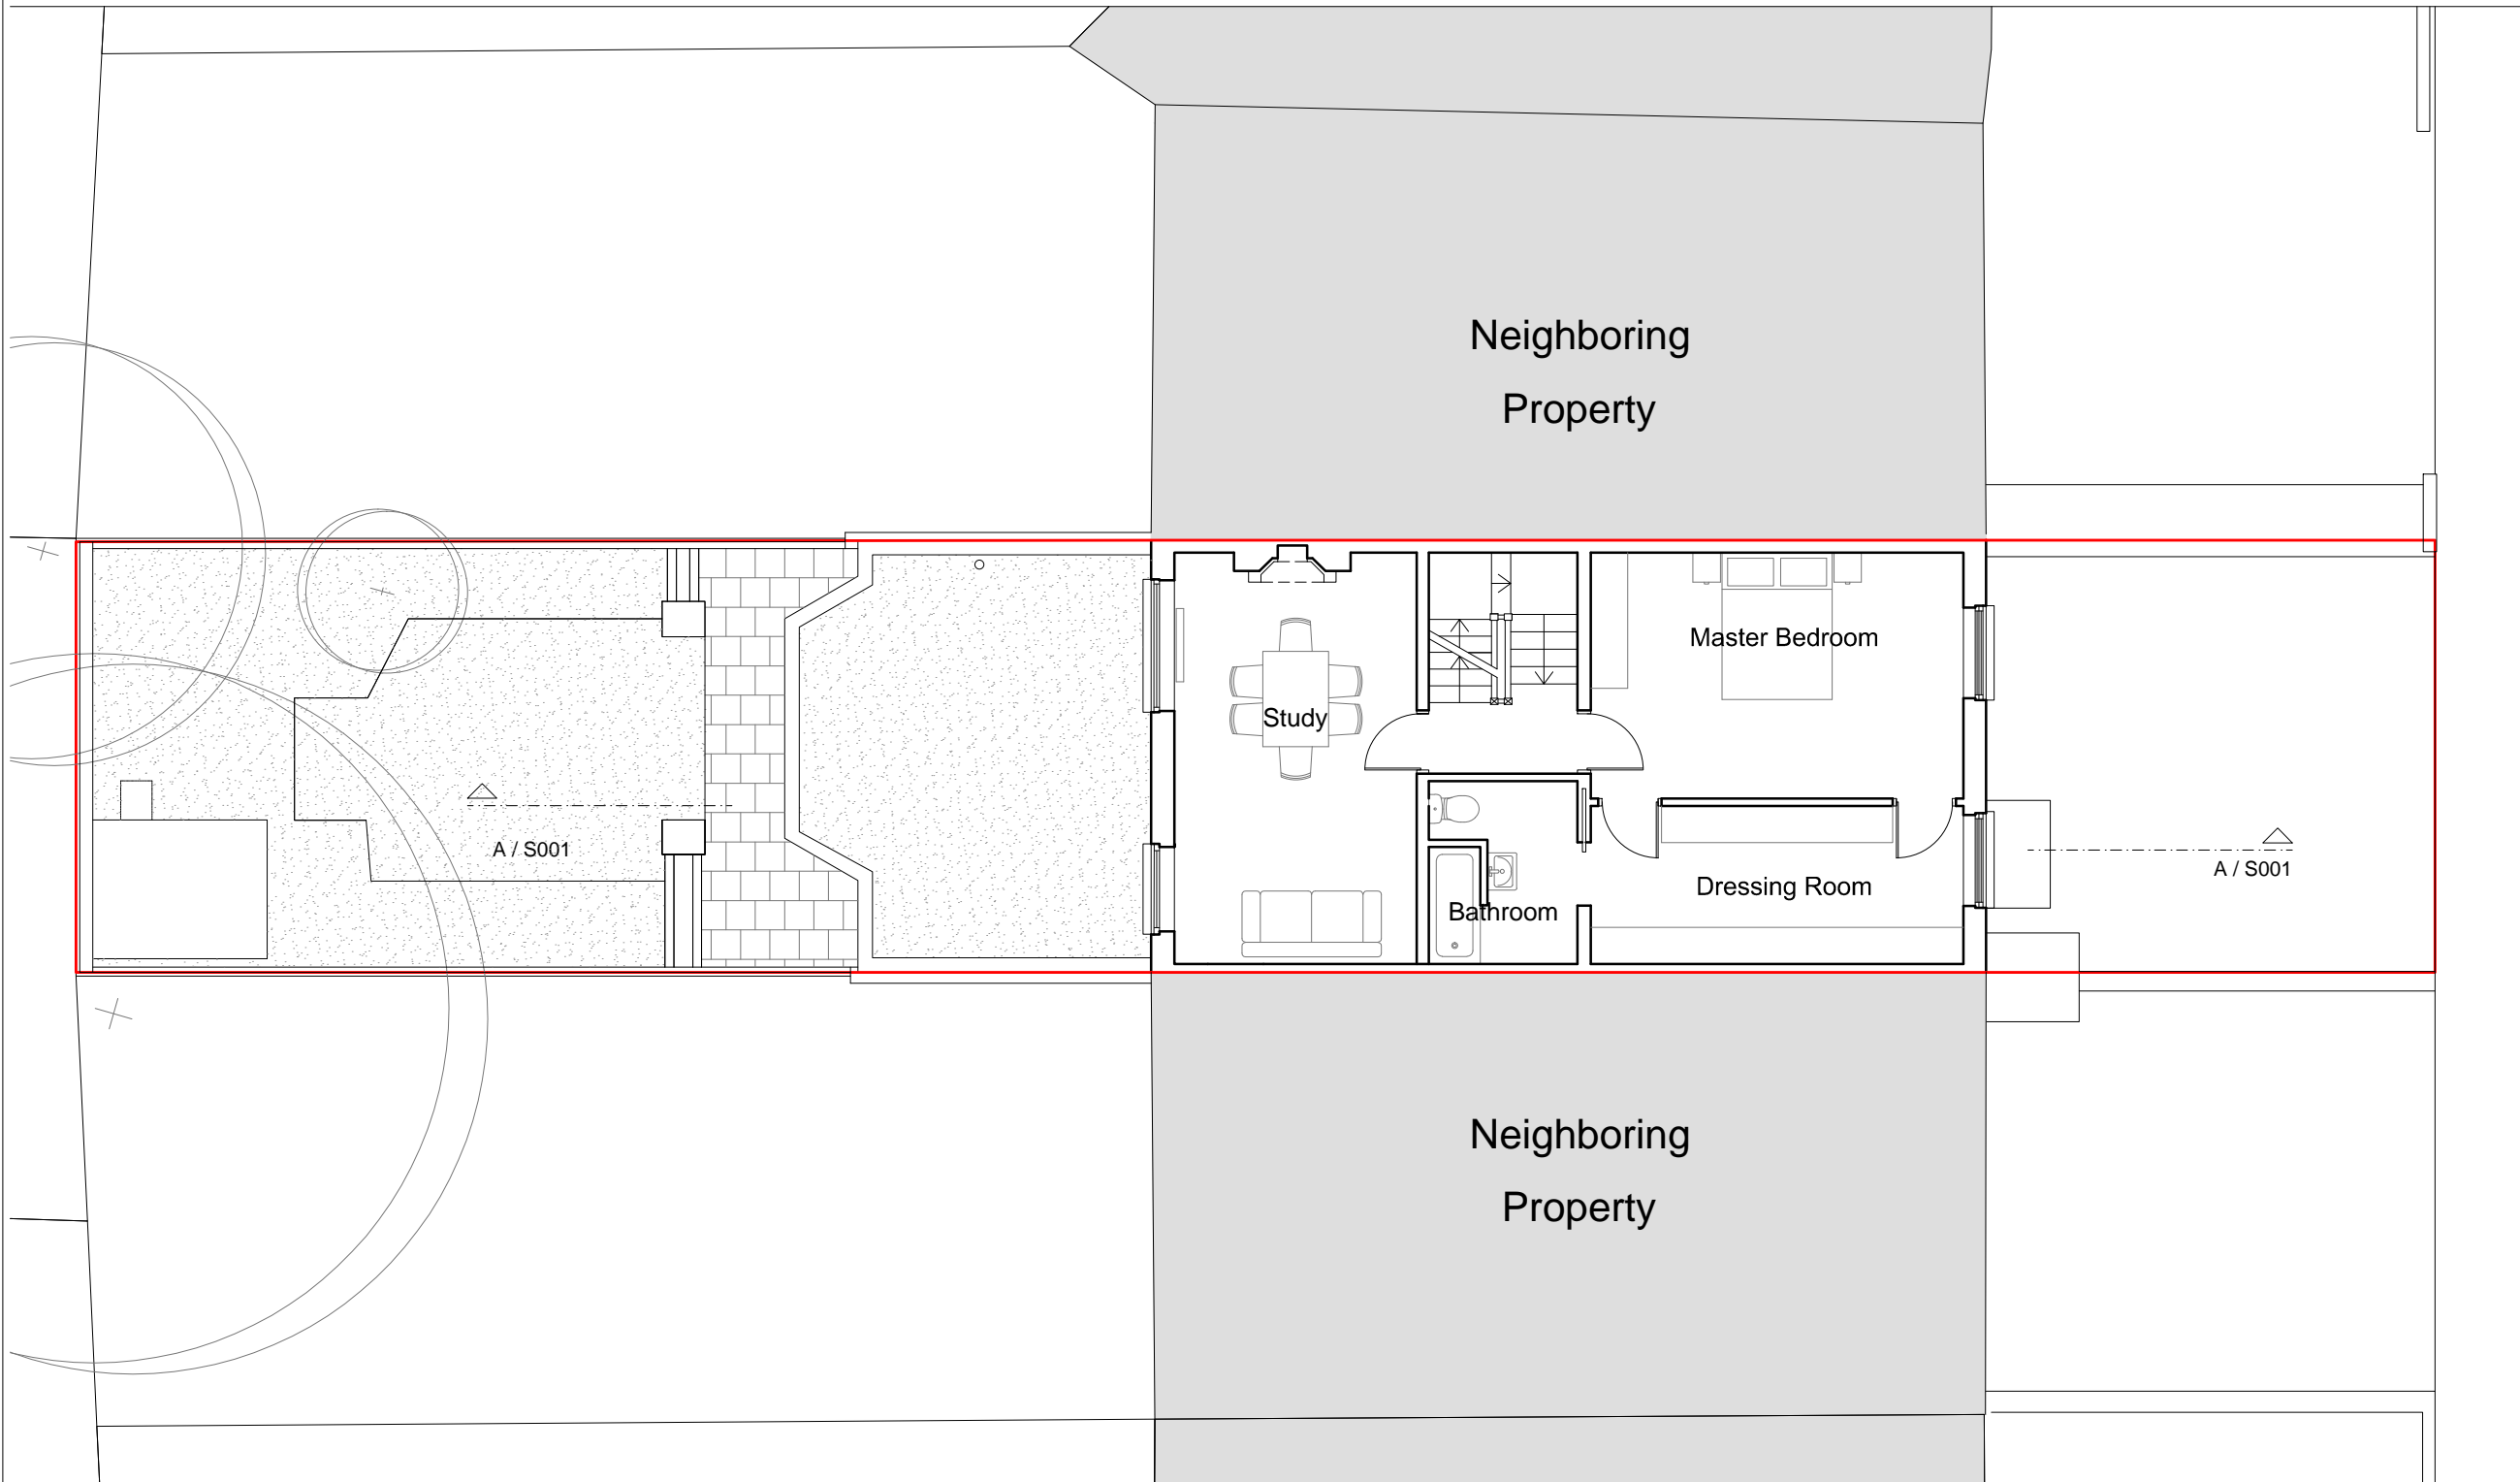 Neighboring
Property
Master Bedroom
Study
A / S001
A / S001
Dressing Room
Bathroom
Neighboring
Property